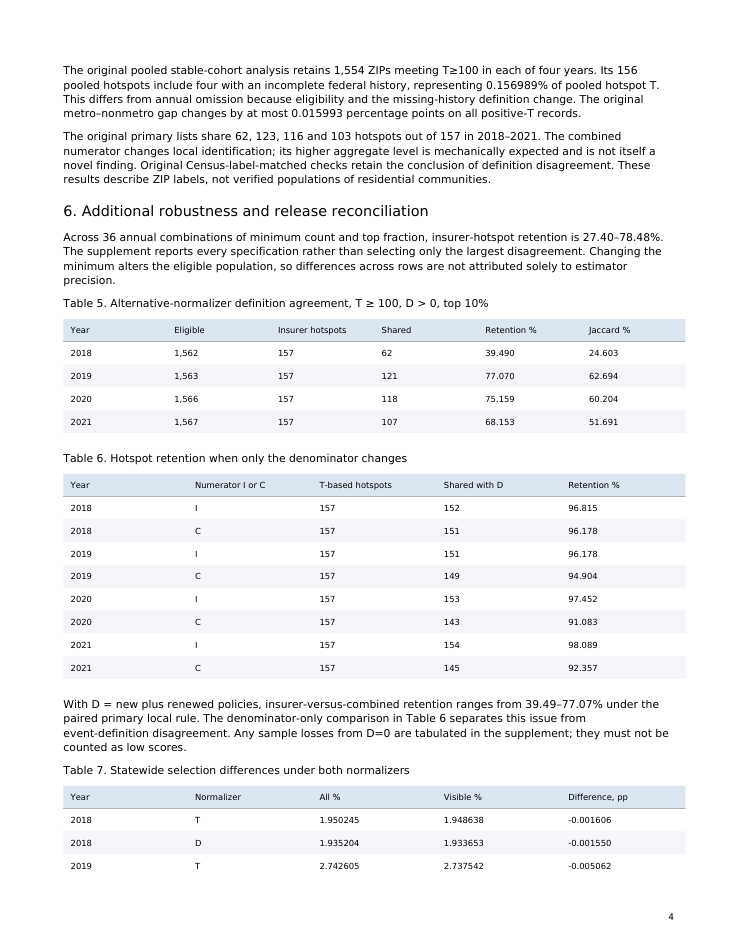 The original pooled stable-cohort analysis retains 1,554 ZIPs meeting T≥100 in each of four years. Its 156
pooled hotspots include four with an incomplete federal history, representing 0.156989% of pooled hotspot T.
This differs from annual omission because eligibility and the missing-history definition change. The original
metro–nonmetro gap changes by at most 0.015993 percentage points on all positive-T records.
The original primary lists share 62, 123, 116 and 103 hotspots out of 157 in 2018–2021. The combined
numerator changes local identification; its higher aggregate level is mechanically expected and is not itself a
novel finding. Original Census-label-matched checks retain the conclusion of definition disagreement. These
results describe ZIP labels, not verified populations of residential communities.
6. Additional robustness and release reconciliation
Across 36 annual combinations of minimum count and top fraction, insurer-hotspot retention is 27.40–78.48%.
The supplement reports every specification rather than selecting only the largest disagreement. Changing the
minimum alters the eligible population, so differences across rows are not attributed solely to estimator
precision.
Table 5. Alternative-normalizer definition agreement, T ≥ 100, D > 0, top 10%
Year Eligible Insurer hotspots Shared Retention % Jaccard %
2018 1,562 157 62 39.490 24.603
2019 1,563 157 121 77.070 62.694
2020 1,566 157 118 75.159 60.204
2021 1,567 157 107 68.153 51.691
Table 6. Hotspot retention when only the denominator changes
Year Numerator I or C T-based hotspots Shared with D Retention %
2018 I 157 152 96.815
2018 C 157 151 96.178
2019 I 157 151 96.178
2019 C 157 149 94.904
2020 I 157 153 97.452
2020 C 157 143 91.083
2021 I 157 154 98.089
2021 C 157 145 92.357
With D = new plus renewed policies, insurer-versus-combined retention ranges from 39.49–77.07% under the
paired primary local rule. The denominator-only comparison in Table 6 separates this issue from
event-definition disagreement. Any sample losses from D=0 are tabulated in the supplement; they must not be
counted as low scores.
Table 7. Statewide selection differences under both normalizers
Year Normalizer All % Visible % Difference, pp
2018 T 1.950245 1.948638 -0.001606
2018 D 1.935204 1.933653 -0.001550
2019 T 2.742605 2.737542 -0.005062
4